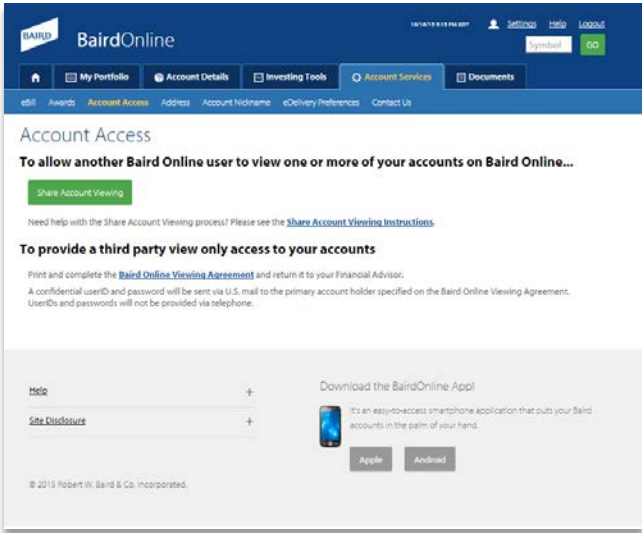 BAIRD
BairdOnline
Settings Help Logout
Symbol GO
My Portfolio Account Details Investing Tools Account Services Documents
eBill Awards Account Access Address Account Nickname eDelivery Preferences Contact Us
Account Access
To allow another Baird Online user to view one or more of your accounts on Baird Online...
Share Account Viewing
Need help with the Share Account Viewing process? Please see the Share Account Viewing Instructions.
To provide a third party view only access to your accounts
Print and complete the Baird Online Viewing Agreement and return it to your Financial Advisor.
A confidential userID and password will be sent via U.S. mail to the primary account holder specified on the Baird Online Viewing Agreement.
UserIDs and passwords will not be provided via telephone.
Help +
Site Disclosure +
Download the BairdOnline App!
It's an easy-to-access smartphone application that puts your Baird
accounts in the palm of your hand.
Apple Android
© 2015 Robert W. Baird & Co. Incorporated.